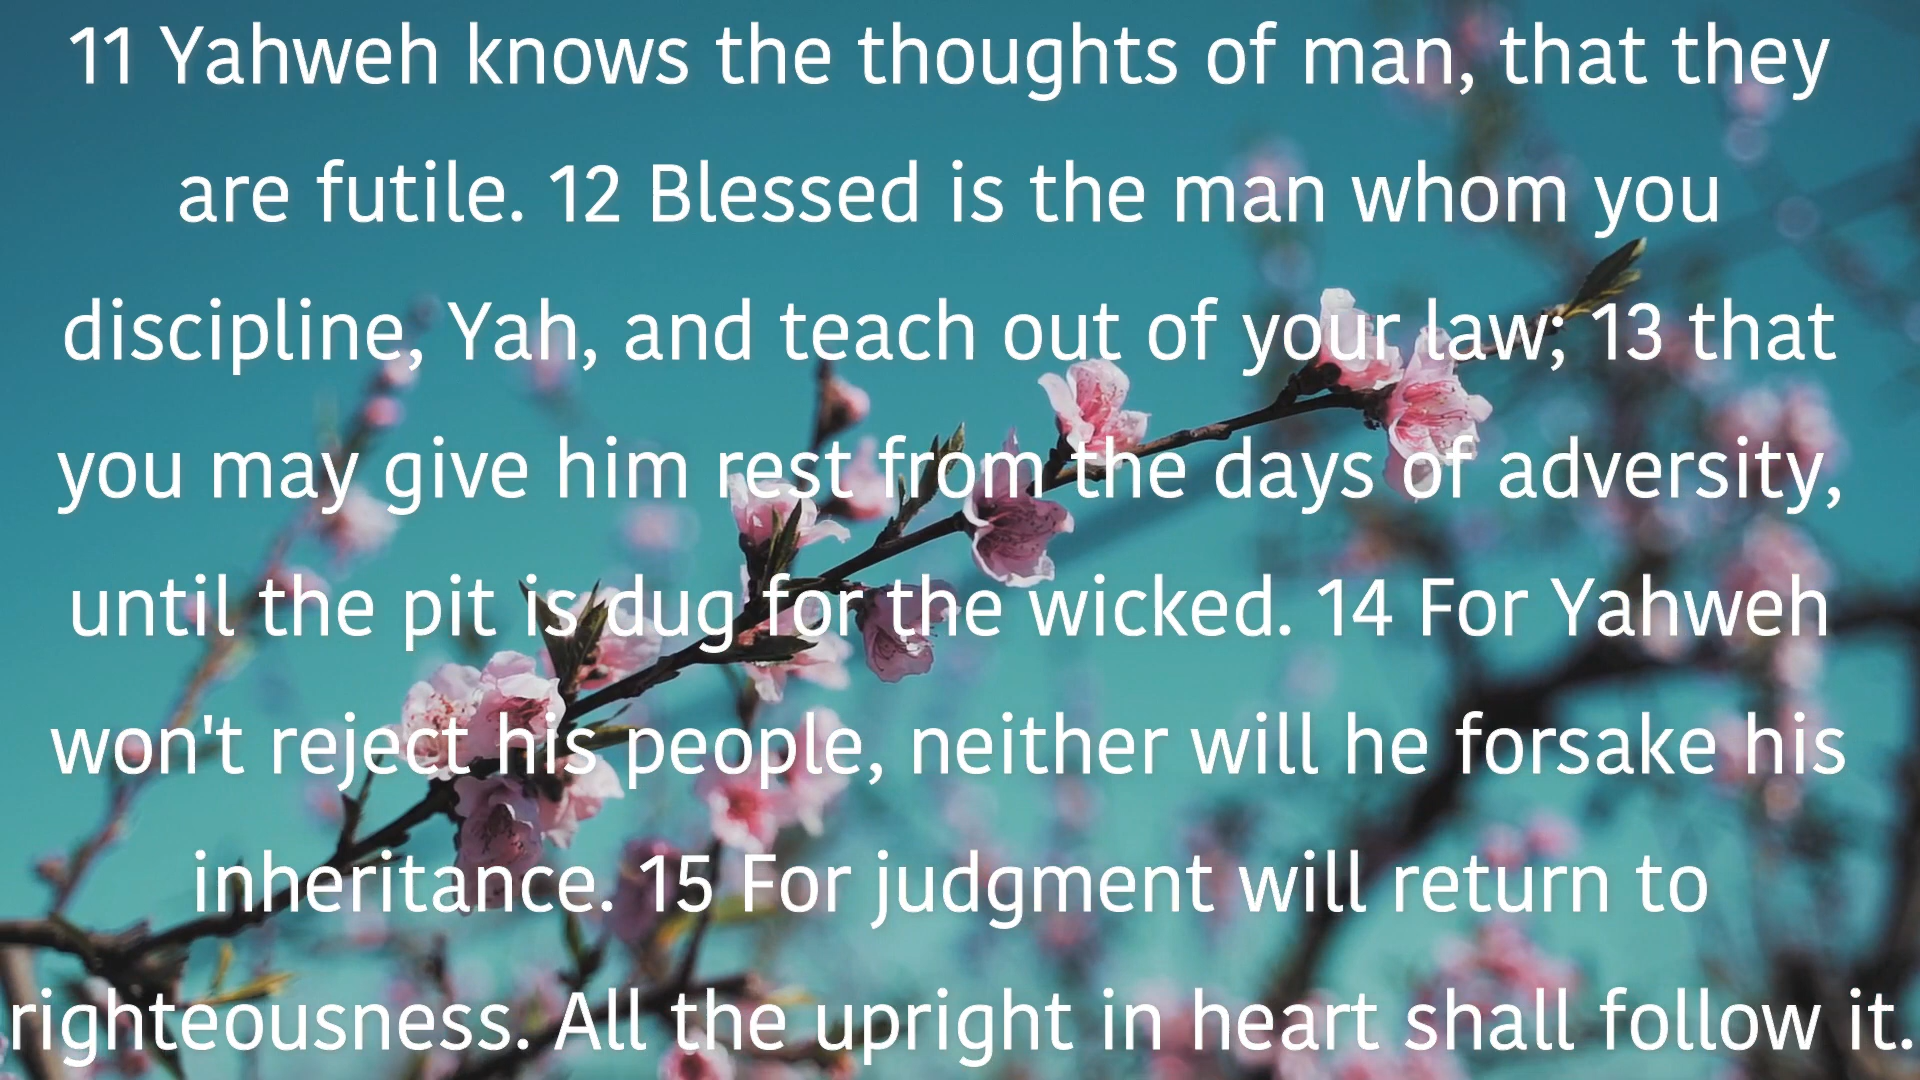 11 Yahweh knows the thoughts of man, that they
are futile. 12 Blessed is the man whom you
discipline, Yah, and teach out of your law; 13 that
you may give him rest from the days of adversity,
until the pit is dug for the wicked. 14 For Yahweh
won't reject his people, neither will he forsake his
inheritance. 15 For judgment will return to
righteousness. All the upright in heart shall follow it.